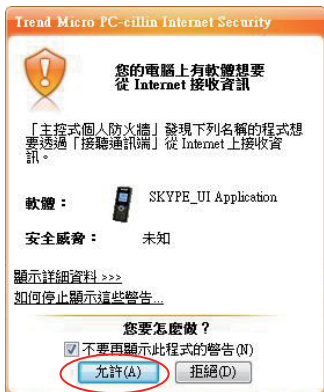 Trend Micro PC-cillin Internet Security
您的電腦上有軟體想要
從 Internet 接收資訊
「主控式個人防火牆」發現下列名稱的程式想
要透過「接聽通訊端」從 Internet 上接收資
訊。
軟體： SKYPE_UI Application
安全威脅： 未知
顯示詳細資料 >>>
如何停止顯示這些警告...
您要怎麼做？
不要再顯示此程式的警告(N)
允許(A) 拒絕(D)